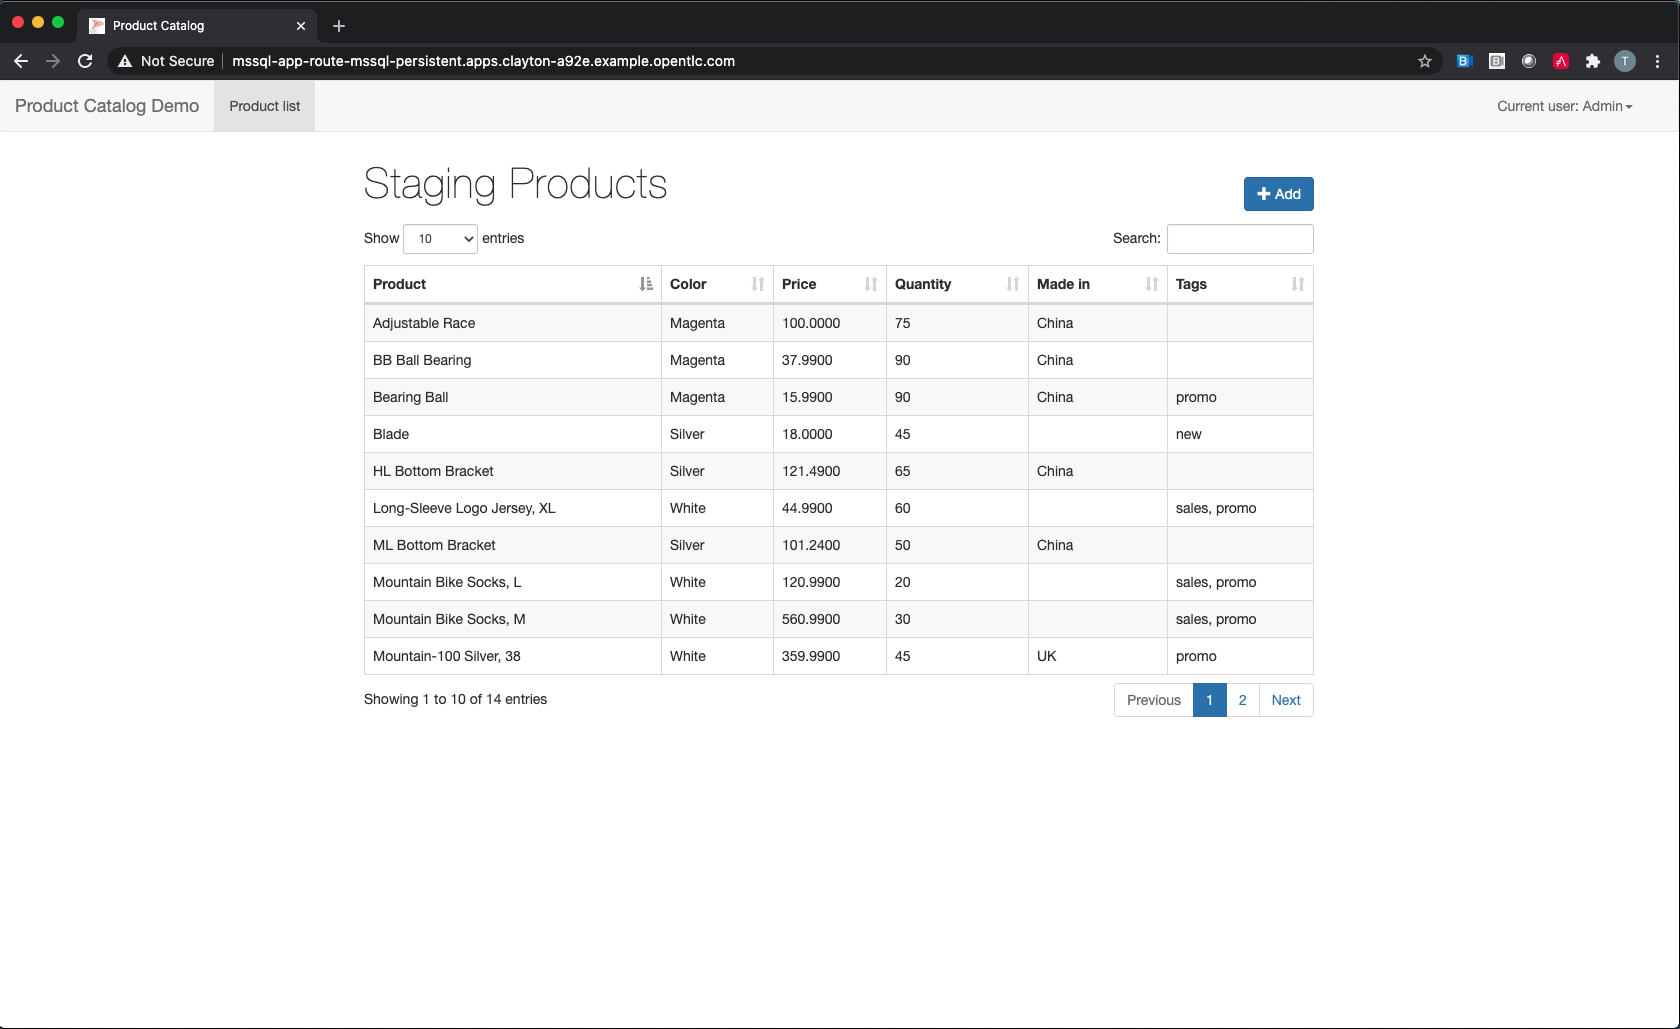 Product Catalog
Not Secure mssql-app-route-mssql-persistent.apps.clayton-a92e.example.opentlc.com
T
Product Catalog Demo Product list Current user: Admin
Staging Products
Add
Show 10 entries Search:
Product Color Price Quantity Made in Tags
Adjustable Race Magenta 100.0000 75 China
BB Ball Bearing Magenta 37.9900 90 China
Bearing Ball Magenta 15.9900 90 China promo
Blade Silver 18.0000 45 new
HL Bottom Bracket Silver 121.4900 65 China
Long-Sleeve Logo Jersey, XL White 44.9900 60 sales, promo
ML Bottom Bracket Silver 101.2400 50 China
Mountain Bike Socks, L White 120.9900 20 sales, promo
Mountain Bike Socks, M White 560.9900 30 sales, promo
Mountain-100 Silver, 38 White 359.9900 45 UK promo
Showing 1 to 10 of 14 entries Previous 1 2 Next